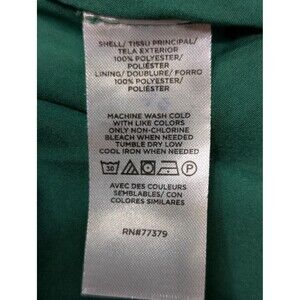 SHELL/ TISSU PRINCIPAL/
TELA EXTERIOR
100% POLYESTER/
POLIÉSTER
LINING/ DOUBLURE/ FORRO
100% POLYESTER/
POLIÉSTER
MACHINE WASH COLD
WITH LIKE COLORS
ONLY NON-CHLORINE
BLEACH WHEN NEEDED
TUMBLE DRY LOW
COOL IRON WHEN NEEDED
30 P
AVEC DES COULEURS
SEMBLABLES/ CON
COLORES SIMILARES
RN#77379